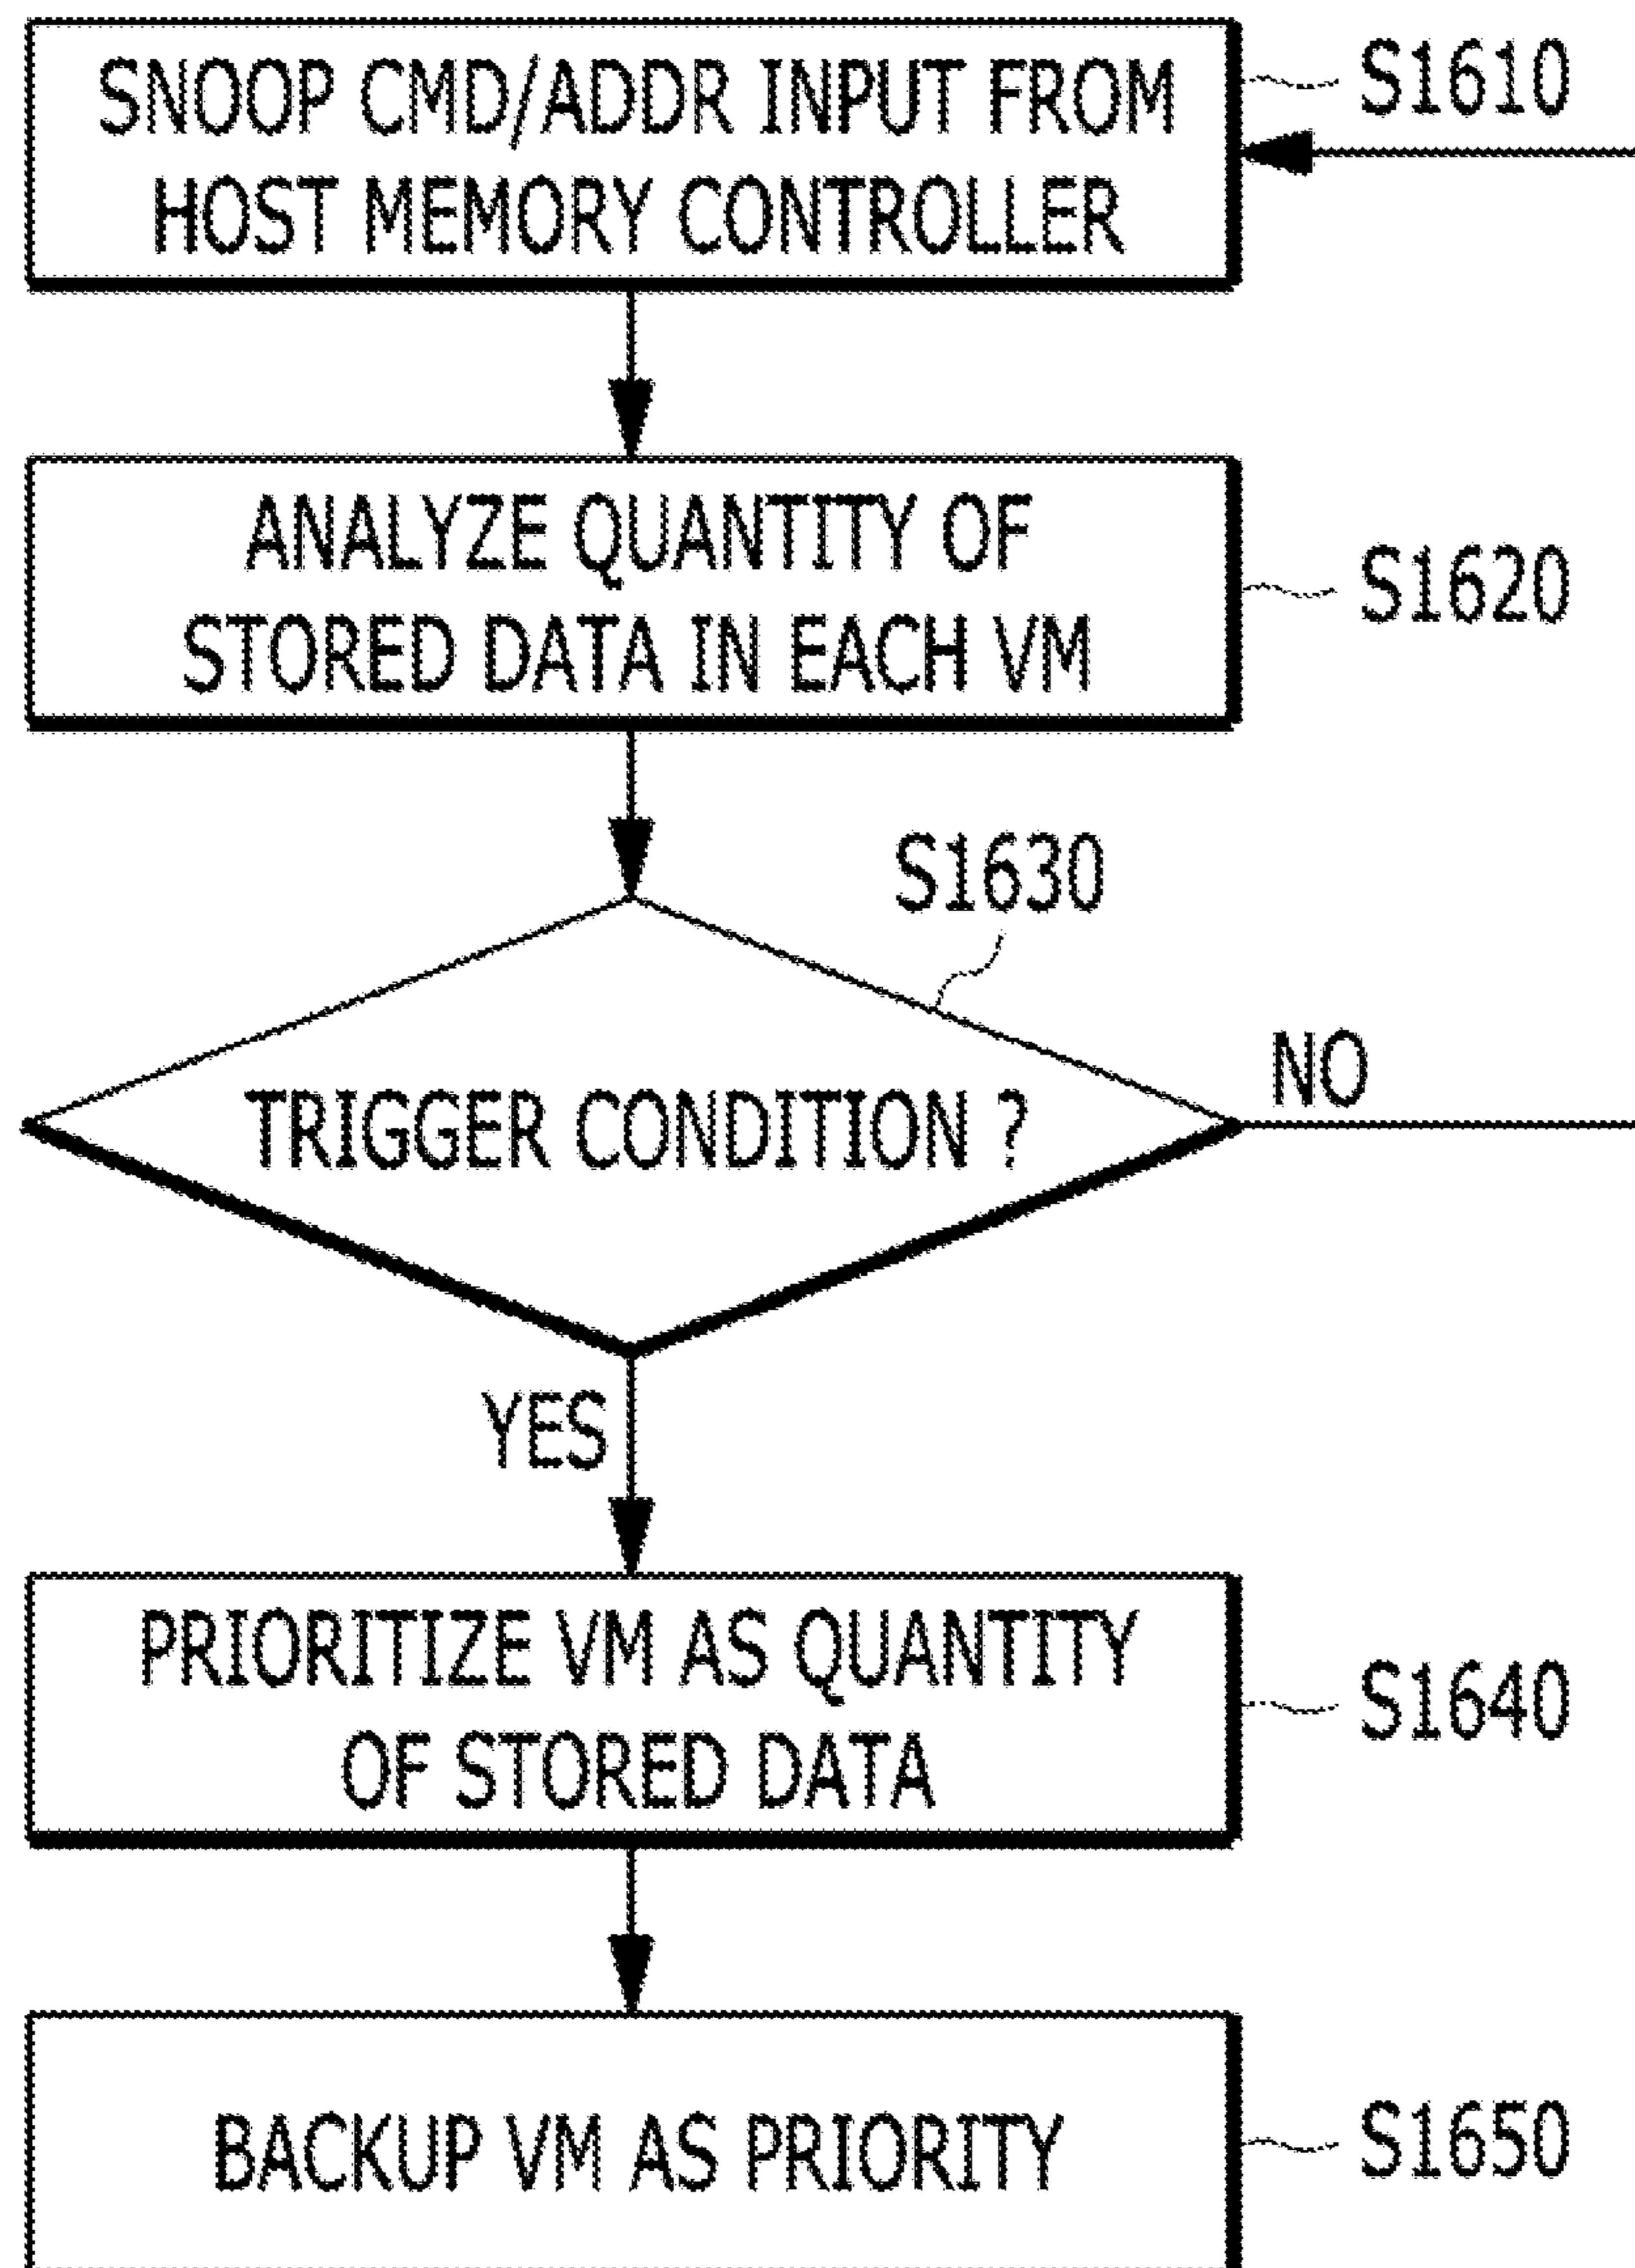 SNOOP CMD/ADDR INPUT FROM
HOST MEMORY CONTROLLER
S1610
ANALYZE QUANTITY OF
STORED DATA IN EACH VM
S1620
S1630
TRIGGER CONDITION ?
NO
YES
PRIORITIZE VM AS QUANTITY
OF STORED DATA
S1640
BACKUP VM AS PRIORITY
S1650